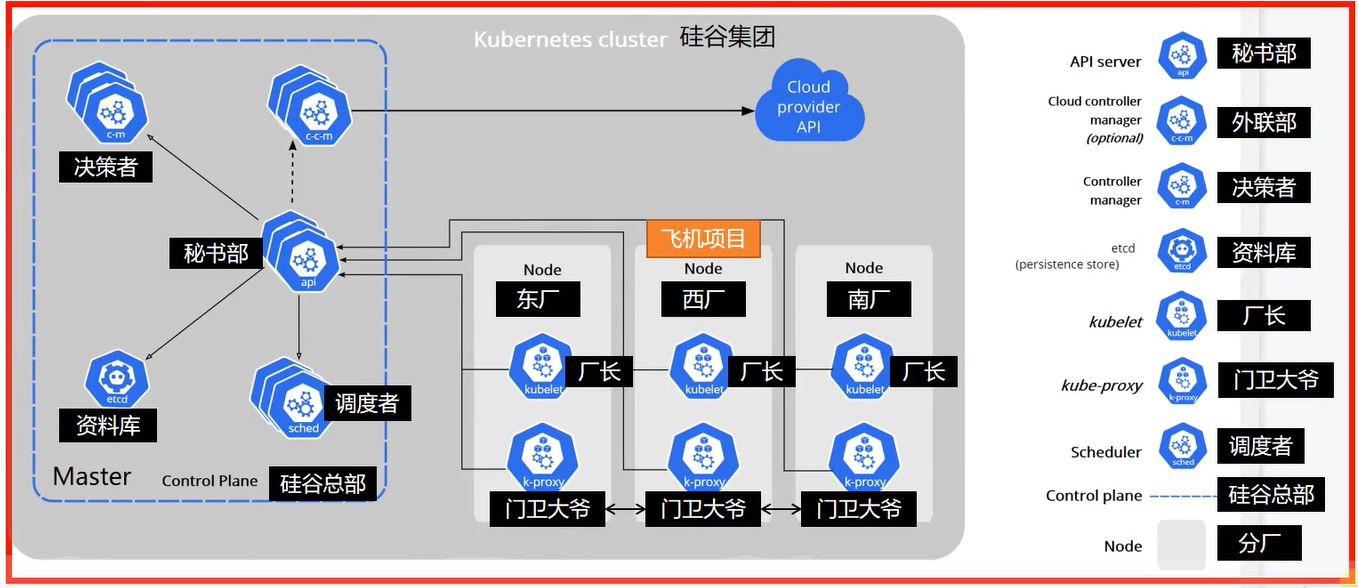 Kubernetes cluster 硅谷集团
c-m
决策者
c-c-m
Cloud
provider
API
秘书部
api
etcd
资料库
sched
调度者
Master
Control Plane
硅谷总部
飞机项目
Node
东厂
kubelet
厂长
k-proxy
门卫大爷
Node
西厂
kubelet
厂长
k-proxy
门卫大爷
Node
南厂
kubelet
厂长
k-proxy
门卫大爷
API server
api
秘书部
Cloud controller
manager
(optional)
c-c-m
外联部
Controller
manager
c-m
决策者
etcd
(persistence store)
etcd
资料库
kubelet
kubelet
厂长
kube-proxy
k-proxy
门卫大爷
Scheduler
sched
调度者
Control plane
硅谷总部
Node
分厂